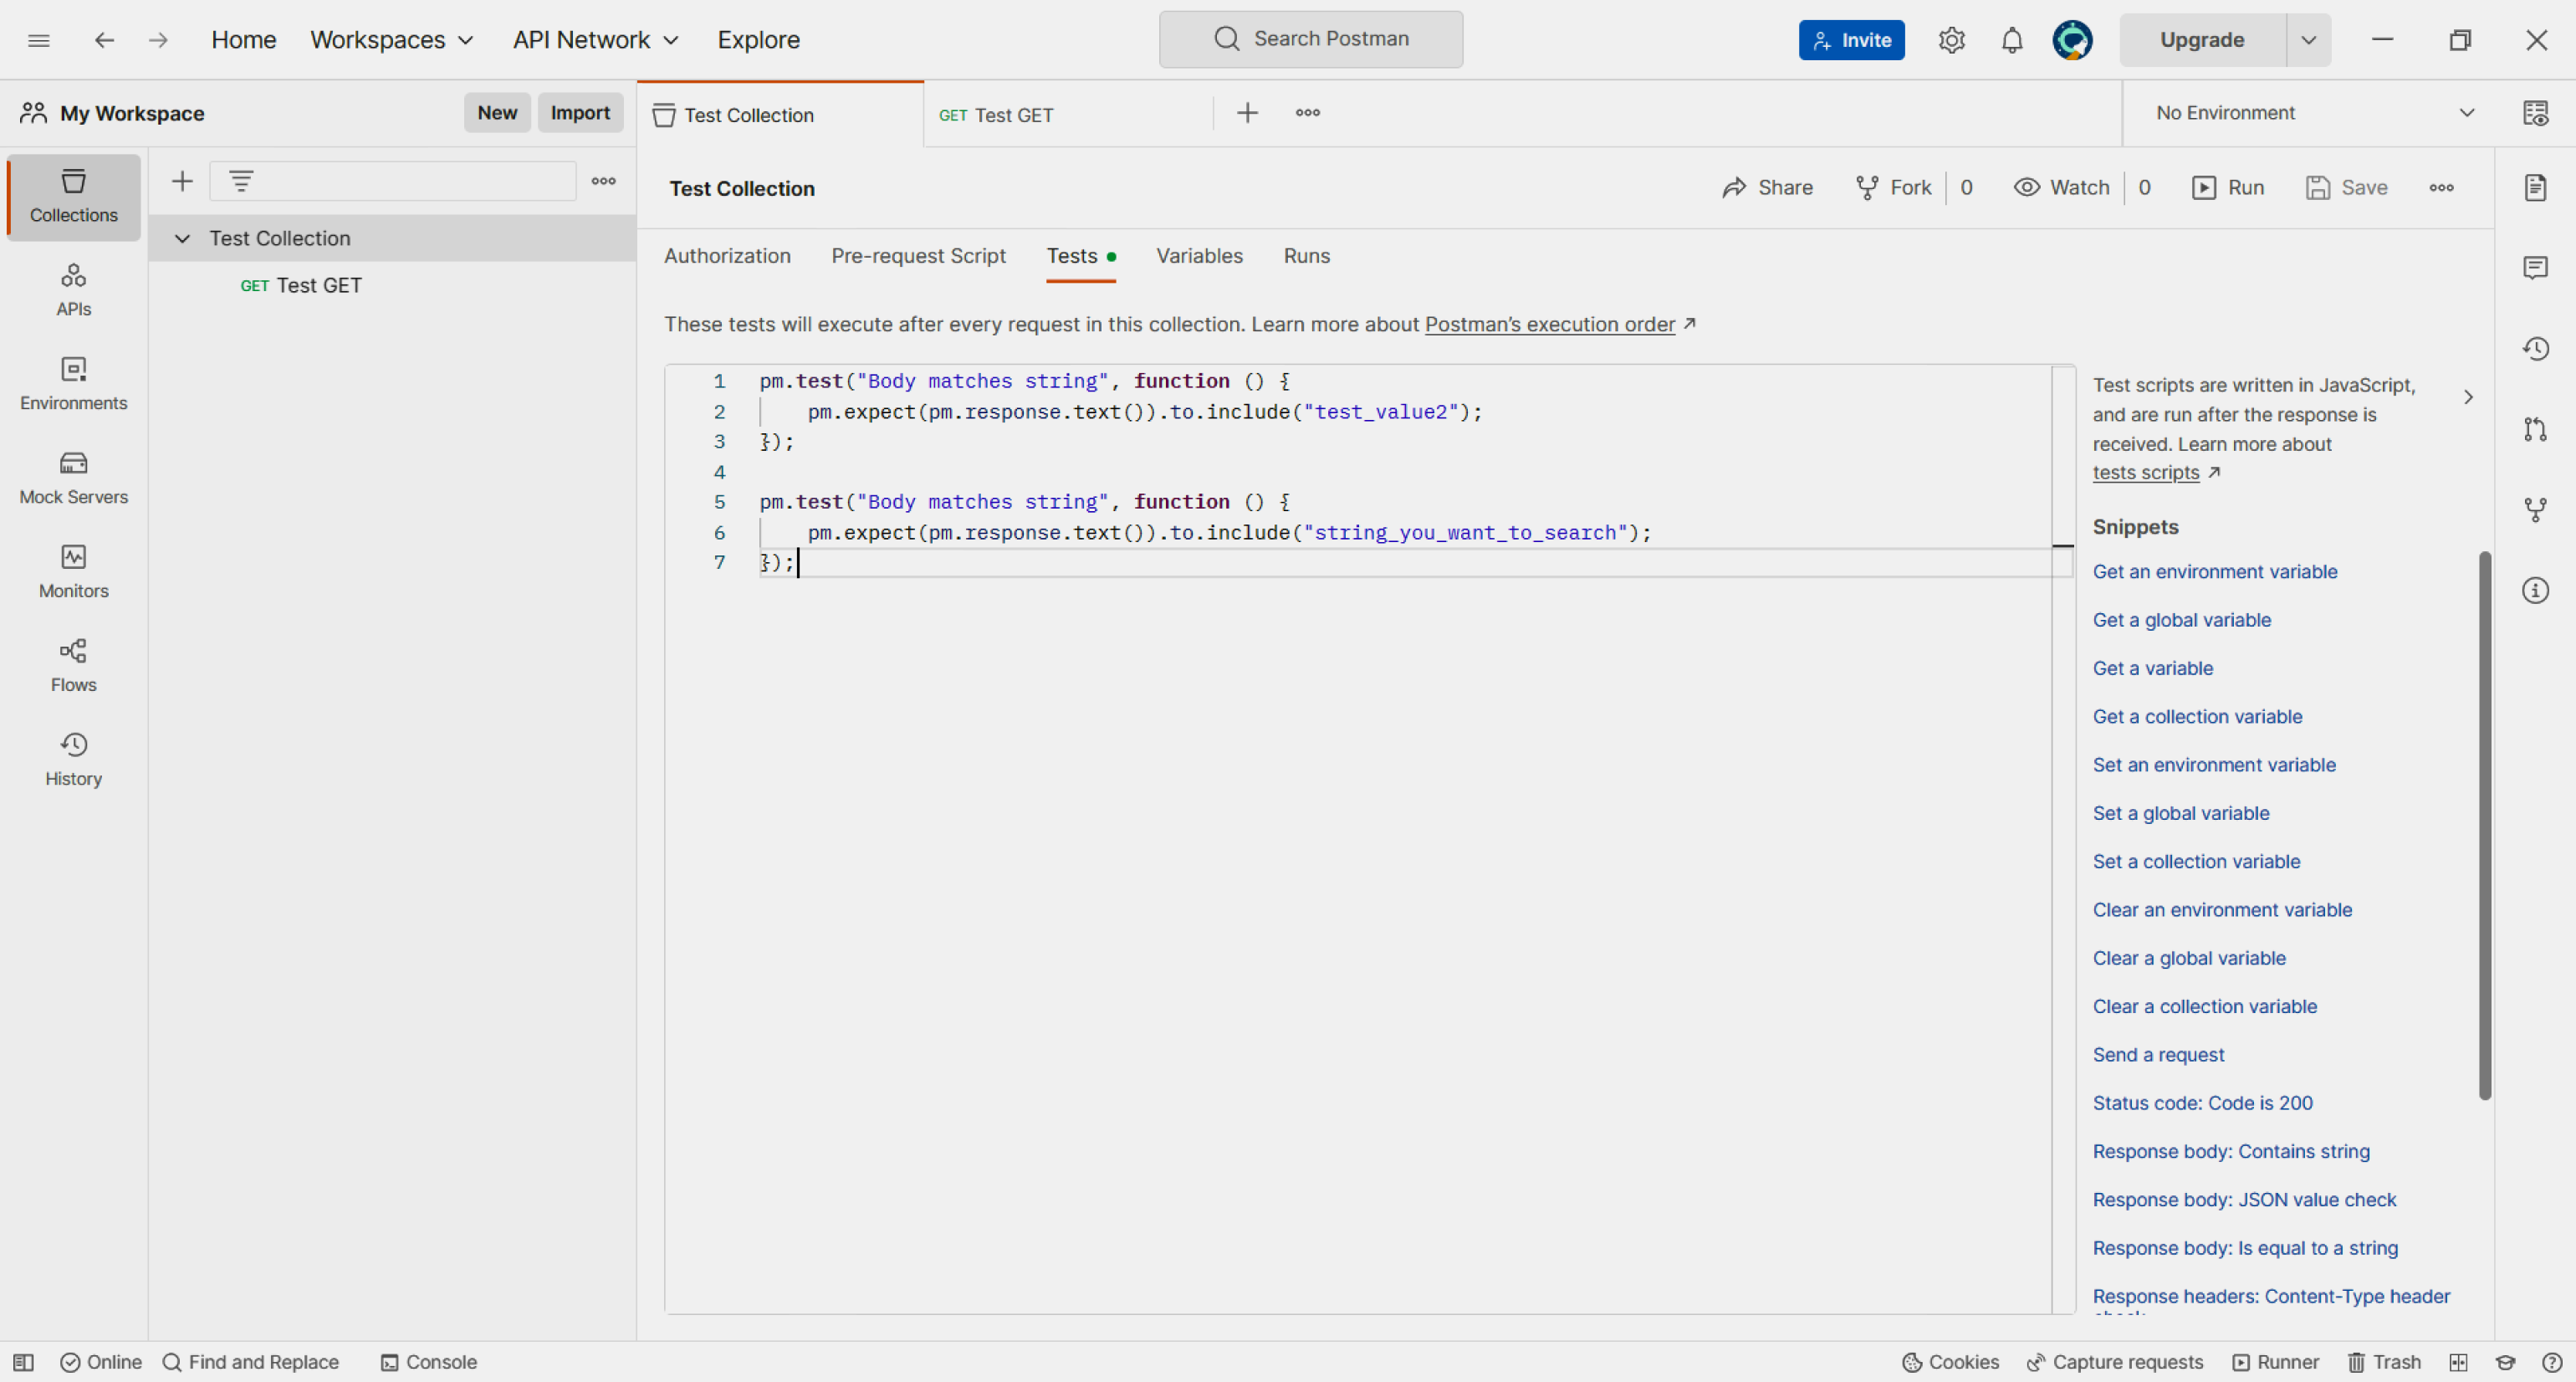 Home Workspaces API Network Explore Search Postman Invite Upgrade
My Workspace New Import Test Collection GET Test GET No Environment
Collections
APIs
Environments
Mock Servers
Monitors
Flows
History
Test Collection
GET Test GET
Test Collection Share Fork 0 Watch 0 Run Save
Authorization Pre-request Script Tests Variables Runs
These tests will execute after every request in this collection. Learn more about Postman's execution order ↗
1 pm.test("Body matches string", function () {
2 pm.expect(pm.response.text()).to.include("test_value2");
3 });
4
5 pm.test("Body matches string", function () {
6 pm.expect(pm.response.text()).to.include("string_you_want_to_search");
7 });
Test scripts are written in JavaScript,
and are run after the response is
received. Learn more about
tests scripts ↗
Snippets
Get an environment variable
Get a global variable
Get a variable
Get a collection variable
Set an environment variable
Set a global variable
Set a collection variable
Clear an environment variable
Clear a global variable
Clear a collection variable
Send a request
Status code: Code is 200
Response body: Contains string
Response body: JSON value check
Response body: Is equal to a string
Response headers: Content-Type header
Online Find and Replace Console Cookies Capture requests Runner Trash